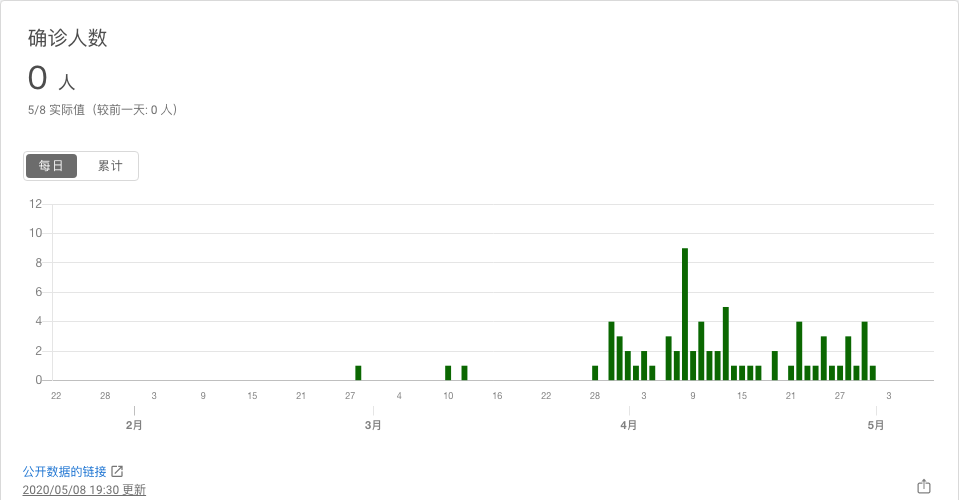 确诊人数
0 人
5/8 实际值（较前一天: 0 人）
每日 累计
12
10
8
6
4
2
0
22 28 3 9 15 21 27 4 10 16 22 28 3 9 15 21 27 3
2月 3月 4月 5月
公开数据的链接
2020/05/08 19:30 更新